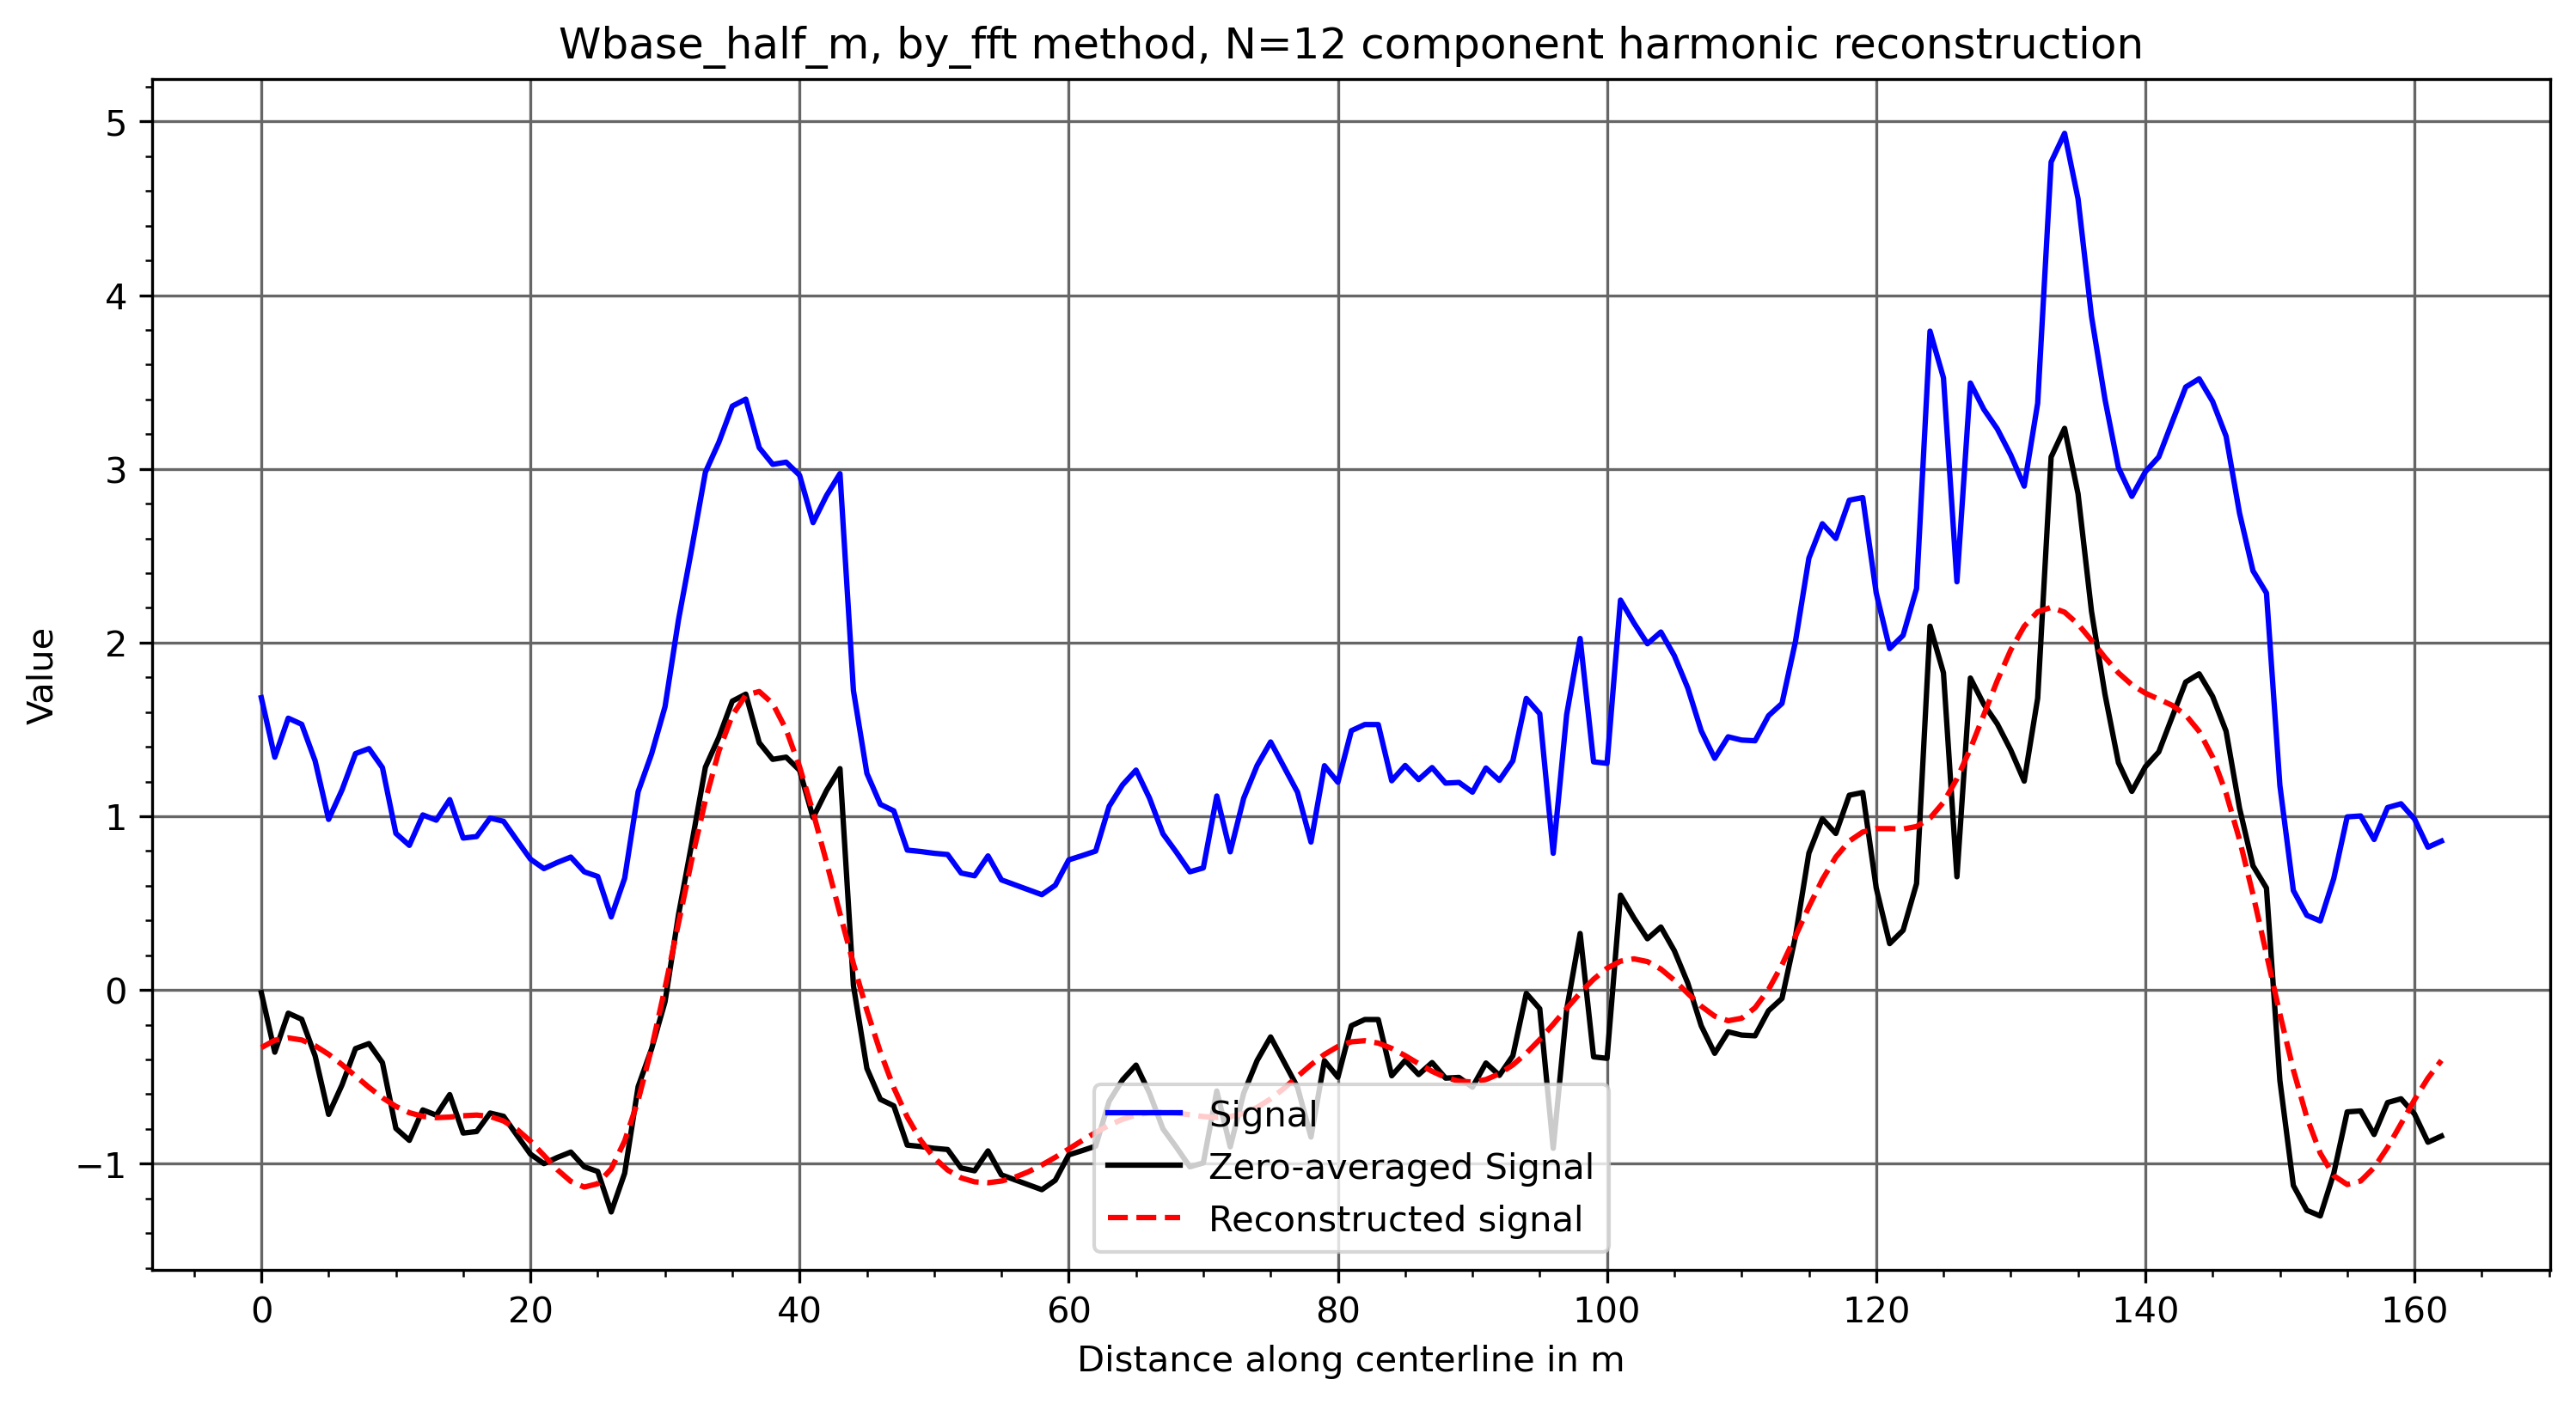 Wbase_half_m, by_fft method, N=12 component harmonic reconstruction
Value
5
4
3
2
1
0
−1
Signal
Zero-averaged Signal
Reconstructed signal
0 20 40 60 80 100 120 140 160
Distance along centerline in m